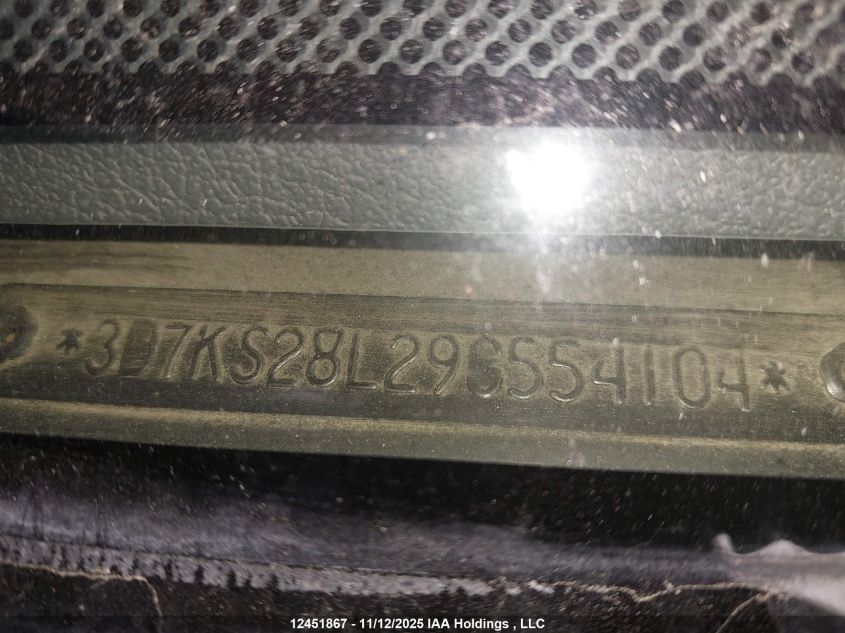 *3D7KS28L29G554104*
12451867 - 11/12/2025 IAA Holdings , LLC